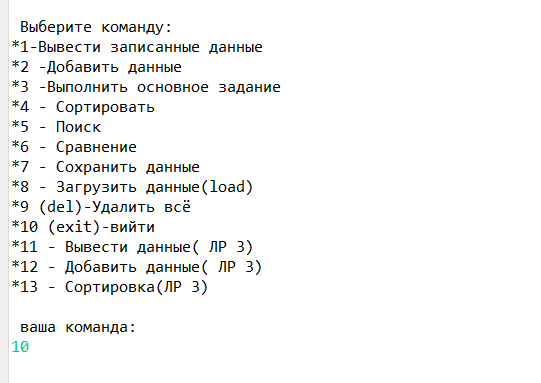 Выберите команду:
*1-Вывести записанные данные
*2 -Добавить данные
*3 -Выполнить основное задание
*4 - Сортировать
*5 - Поиск
*6 - Сравнение
*7 - Сохранить данные
*8 - Загрузить данные(load)
*9 (del)-Удалить всё
*10 (exit)-вийти
*11 - Вывести данные( ЛР 3)
*12 - Добавить данные( ЛР 3)
*13 - Сортировка(ЛР 3)
ваша команда:
10